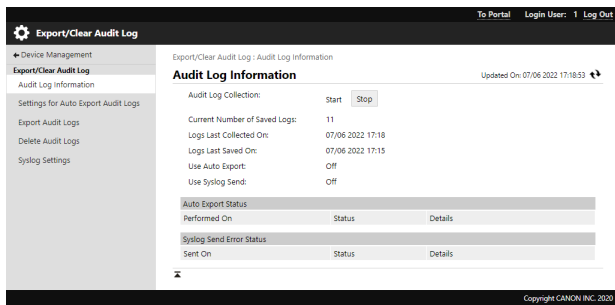 To Portal Login User: 1 Log Out
Export/Clear Audit Log
Device Management
Export/Clear Audit Log
Audit Log Information
Settings for Auto Export Audit Logs
Export Audit Logs
Delete Audit Logs
Syslog Settings
Export/Clear Audit Log : Audit Log Information
Audit Log Information
Updated On: 07/06 2022 17:18:53
Audit Log Collection: Start Stop
Current Number of Saved Logs: 11
Logs Last Collected On: 07/06 2022 17:18
Logs Last Saved On: 07/06 2022 17:15
Use Auto Export: Off
Use Syslog Send: Off
Auto Export Status
Performed On Status Details
Syslog Send Error Status
Sent On Status Details
Copyright CANON INC. 2020